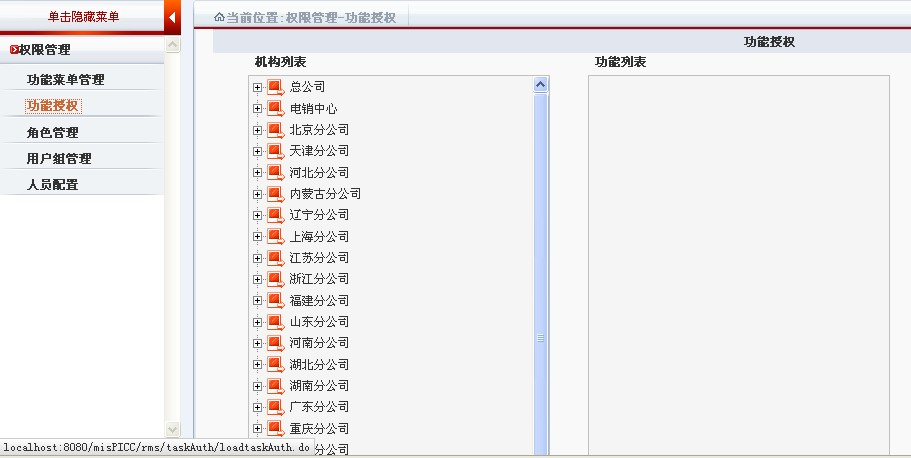 单击隐藏菜单
权限管理
功能菜单管理
功能授权
角色管理
用户组管理
人员配置
当前位置:权限管理-功能授权
功能授权
机构列表
总公司
电销中心
北京分公司
天津分公司
河北分公司
内蒙古分公司
辽宁分公司
上海分公司
江苏分公司
浙江分公司
福建分公司
山东分公司
河南分公司
湖北分公司
湖南分公司
广东分公司
重庆分公司
分公司
功能列表
localhost:8080/misPICC/rms/taskAuth/loadtaskAuth.do